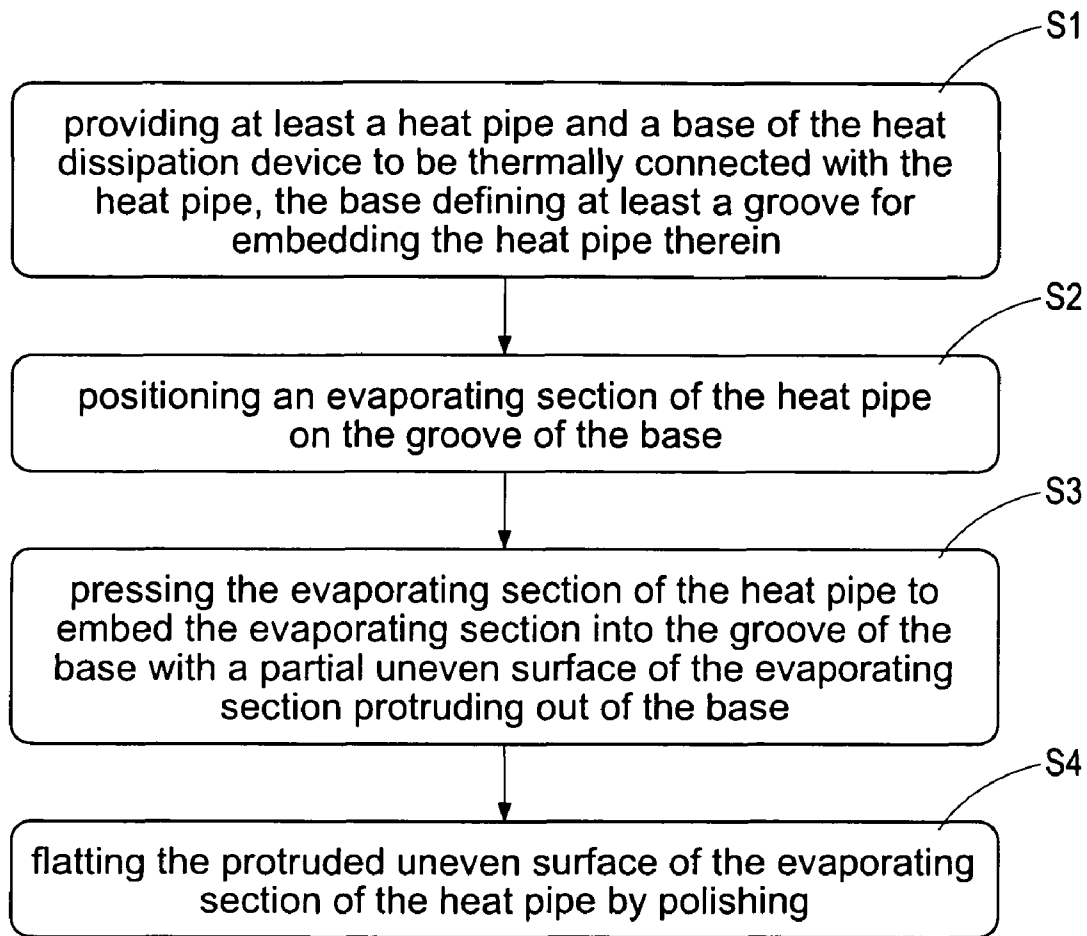 S1
providing at least a heat pipe and a base of the heat
dissipation device to be thermally connected with the
heat pipe, the base defining at least a groove for
embedding the heat pipe therein
S2
positioning an evaporating section of the heat pipe
on the groove of the base
S3
pressing the evaporating section of the heat pipe to
embed the evaporating section into the groove of the
base with a partial uneven surface of the evaporating
section protruding out of the base
S4
flatting the protruded uneven surface of the evaporating
section of the heat pipe by polishing